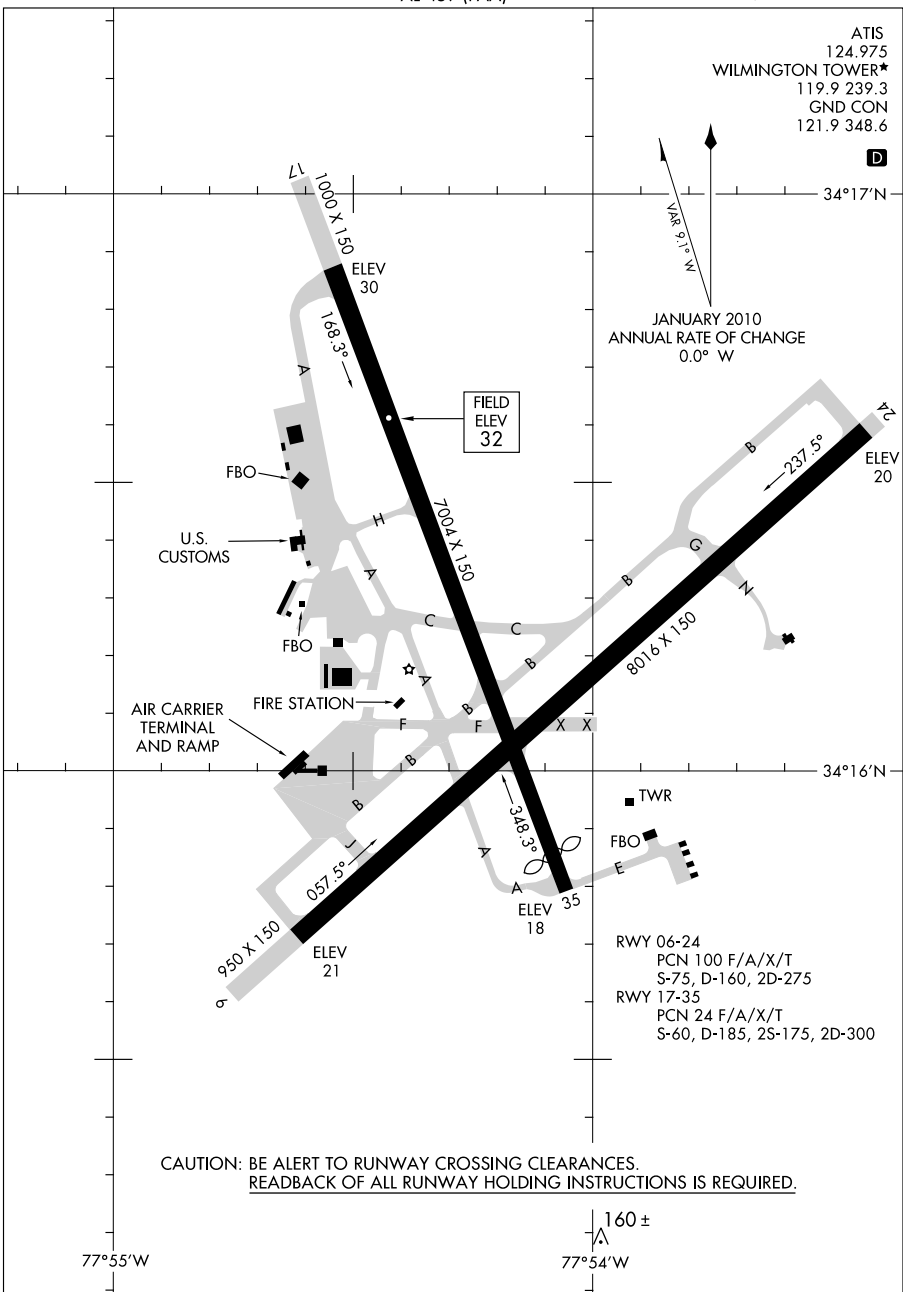 ATIS
124.975
WILMINGTON TOWER★
119.9 239.3
GND CON
121.9 348.6
D
34°17'N
VAR 9.1° W
JANUARY 2010
ANNUAL RATE OF CHANGE
0.0° W
17
1000 X 150
ELEV
30
168.3°
A
FIELD
ELEV
32
24
B
237.5°
ELEV
20
FBO
H
7004 X 150
U.S.
CUSTOMS
A
G
B
N
FBO
C
C
8016 X 150
B
A
FIRE STATION
B
AIR CARRIER
TERMINAL
AND RAMP
F
F
X
X
B
34°16'N
B
348.3°
TWR
J
A
FBO
057.5°
A
E
35
ELEV
18
950 X 150
ELEV
21
6
RWY 06-24
PCN 100 F/A/X/T
S-75, D-160, 2D-275
RWY 17-35
PCN 24 F/A/X/T
S-60, D-185, 2S-175, 2D-300
CAUTION: BE ALERT TO RUNWAY CROSSING CLEARANCES.
READBACK OF ALL RUNWAY HOLDING INSTRUCTIONS IS REQUIRED.
160 ±
77°55'W
77°54'W